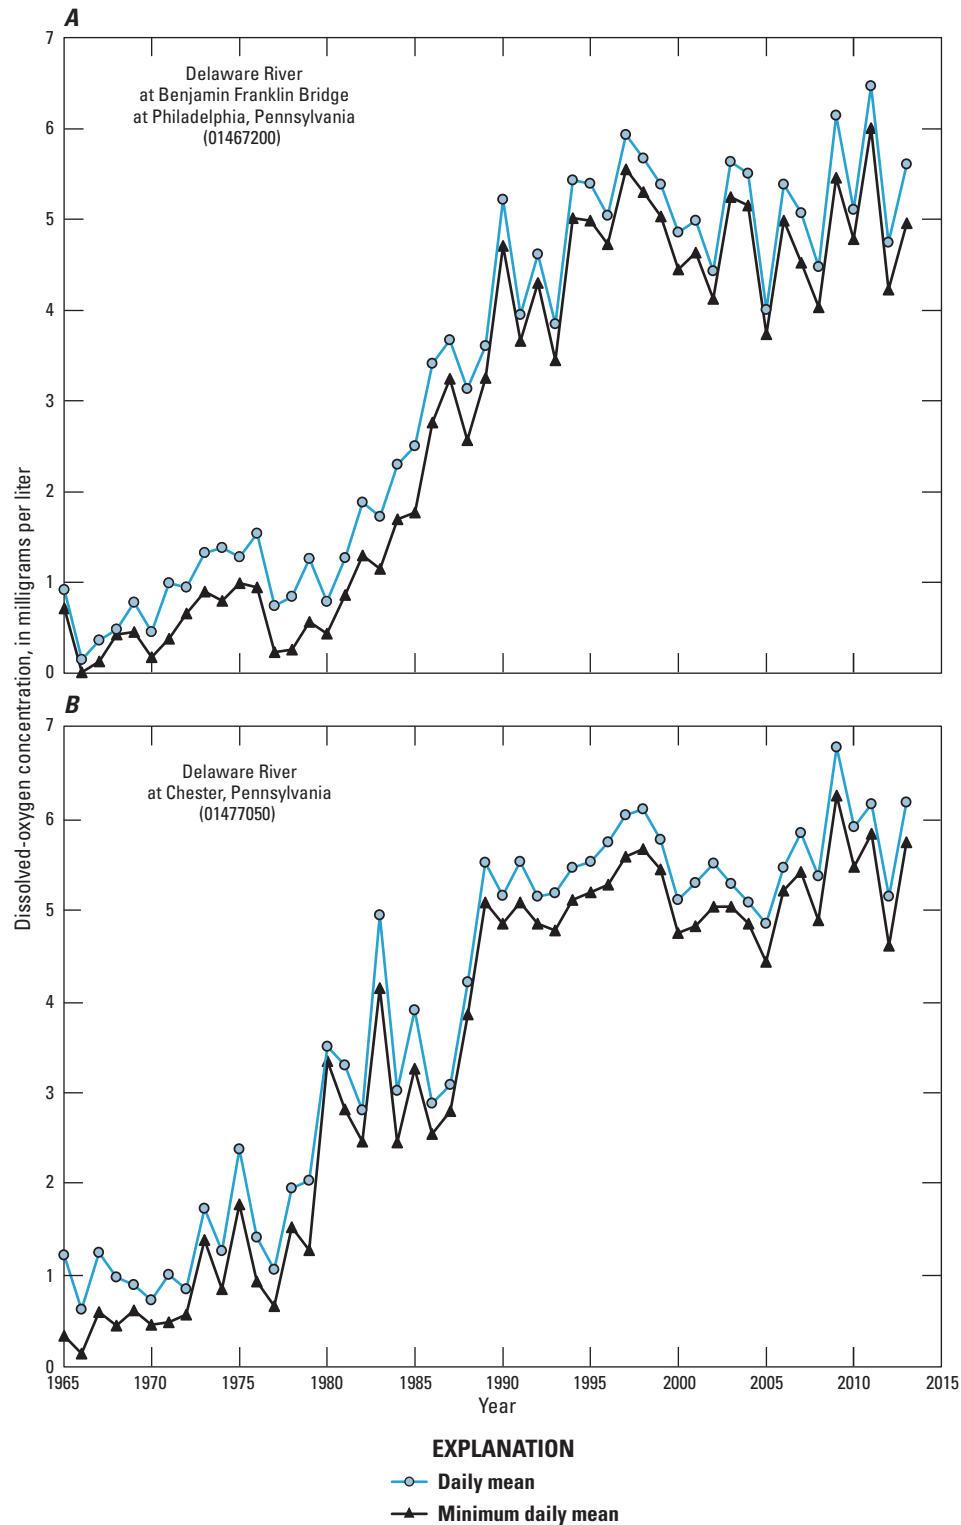 A
7
6
5
4
3
2
1
0
Delaware River
at Benjamin Franklin Bridge
at Philadelphia, Pennsylvania
(01467200)
Dissolved-oxygen concentration, in milligrams per liter
B
7
6
5
4
3
2
1
0
Delaware River
at Chester, Pennsylvania
(01477050)
1965 1970 1975 1980 1985 1990 1995 2000 2005 2010 2015
Year
EXPLANATION
Daily mean
Minimum daily mean